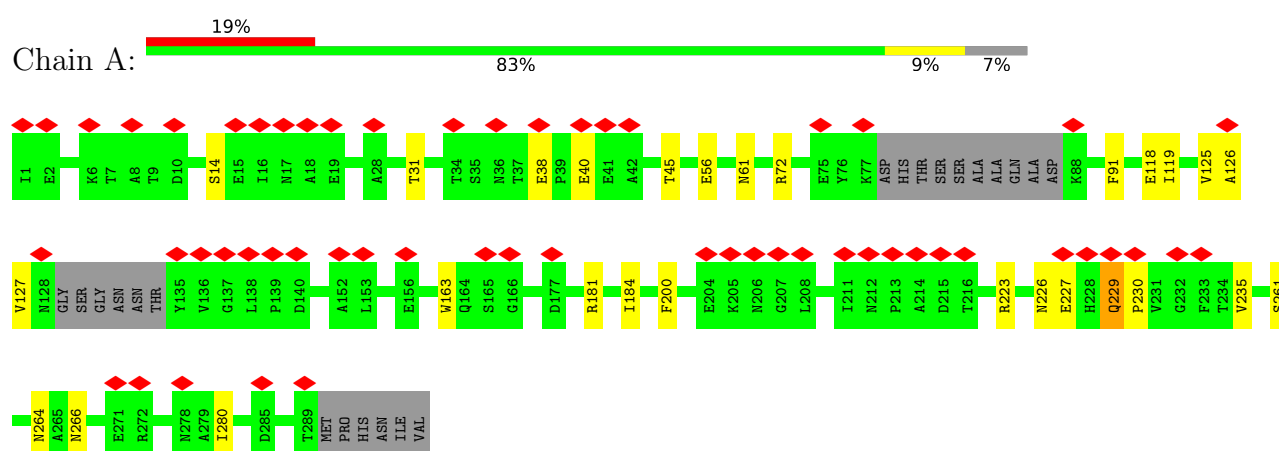 19%
Chain A:
83% 9% 7%
I1 E2 K6 T7 A8 T9 D10 S14 E15 I16 N17 A18 E19 A28 T31 T34 S35 N36 T37 E38 P39 E40 E41 A42 T45 E56 N61 R72 E75 Y76 K77 ASP HIS THR SER SER ALA ALA GLN ALA ASP K88 F91 E118 I119 V125 A126
V127 N128 GLY SER GLY ASN ASN THR Y135 V136 G137 L138 P139 D140 A152 L153 E156 W163 Q164 S165 G166 D177 R181 I184 F200 E204 K205 N206 G207 L208 I211 N212 P213 A214 D215 T216 R223 N226 E227 H228 Q229 P230 V231 G232 F233 T234 V235 S261
N264 A265 N266 E271 R272 N278 A279 I280 D285 T289 MET PRO HIS ASN ILE VAL